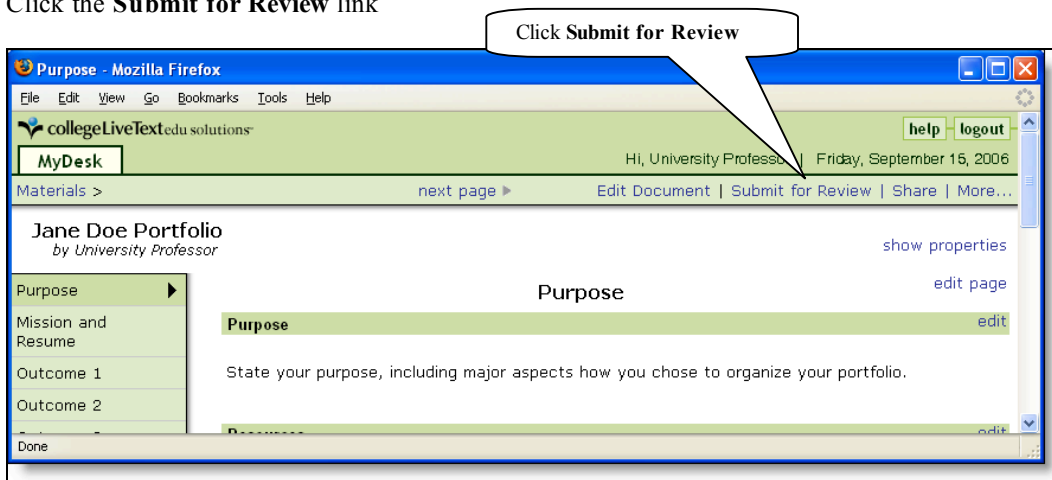 Click the Submit for Review link
Click Submit for Review
Purpose - Mozilla Firefox
File Edit View Go Bookmarks Tools Help
collegeLiveTextedu solutions
help logout
MyDesk
Hi, University Professor | Friday, September 15, 2006
Materials >
next page ▶
Edit Document | Submit for Review | Share | More...
Jane Doe Portfolio
by University Professor
show properties
Purpose
edit page
Purpose
Mission and
Resume
Purpose
edit
Outcome 1
State your purpose, including major aspects how you chose to organize your portfolio.
Outcome 2
edit
Done